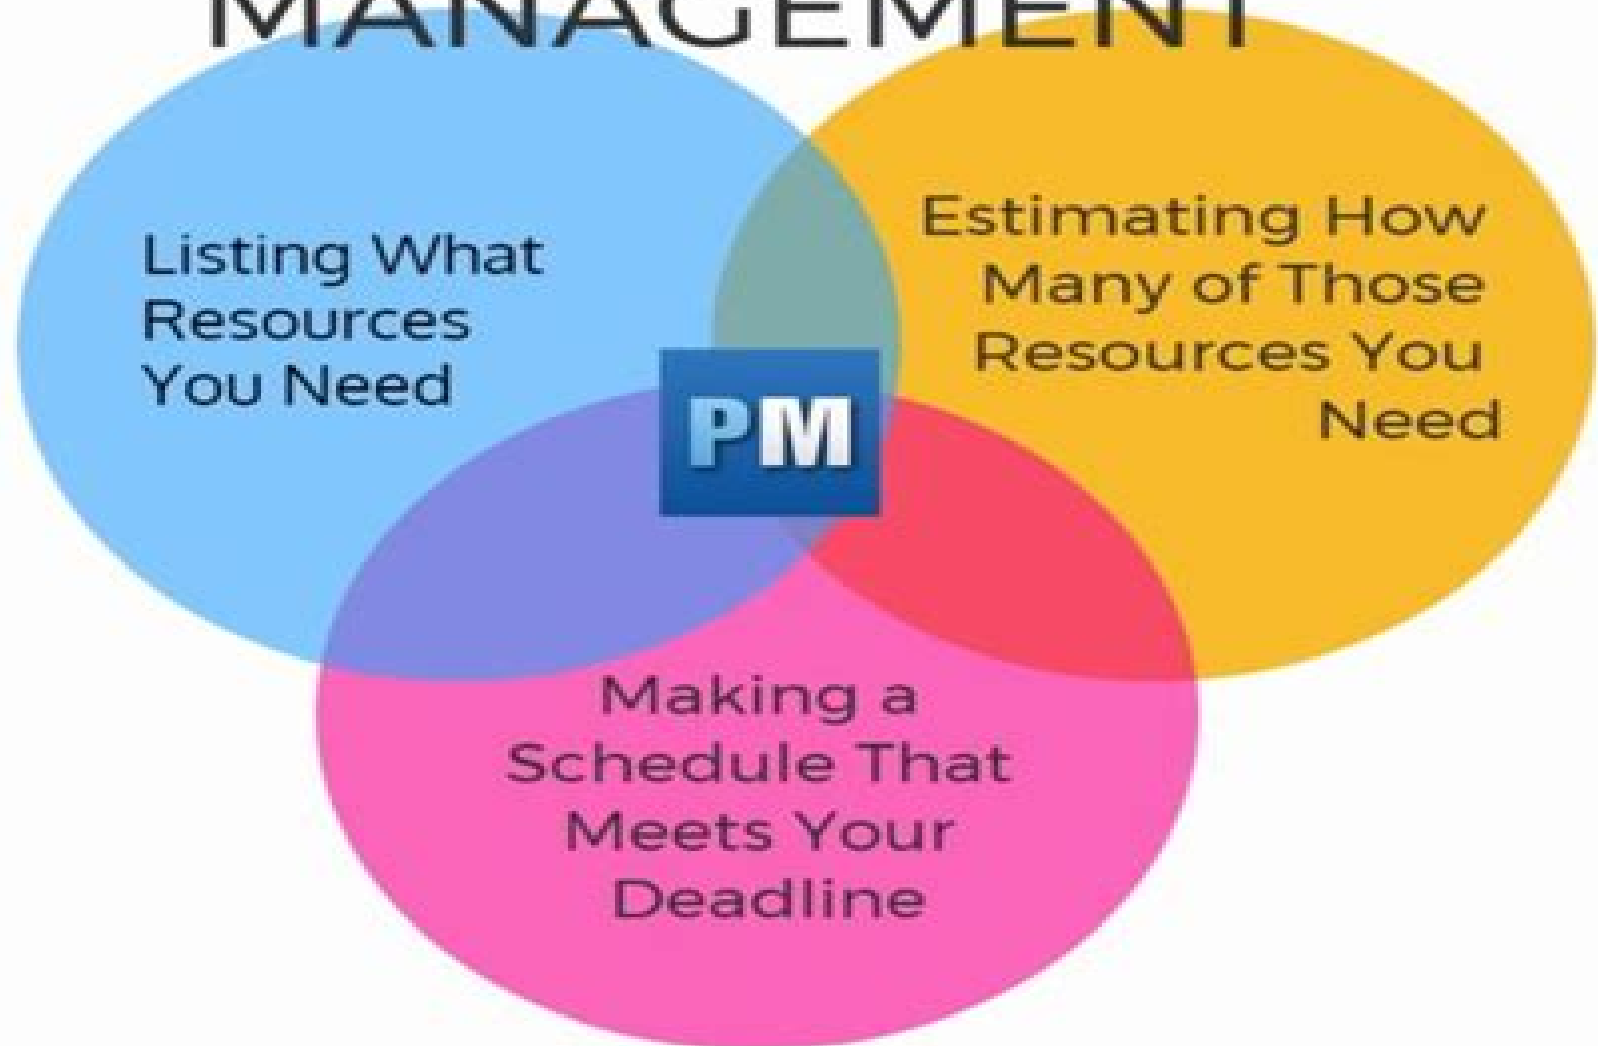 MANAGEMENT
Listing What
Resources
You Need
Estimating How
Many of Those
Resources You
Need
PM
Making a
Schedule That
Meets Your
Deadline